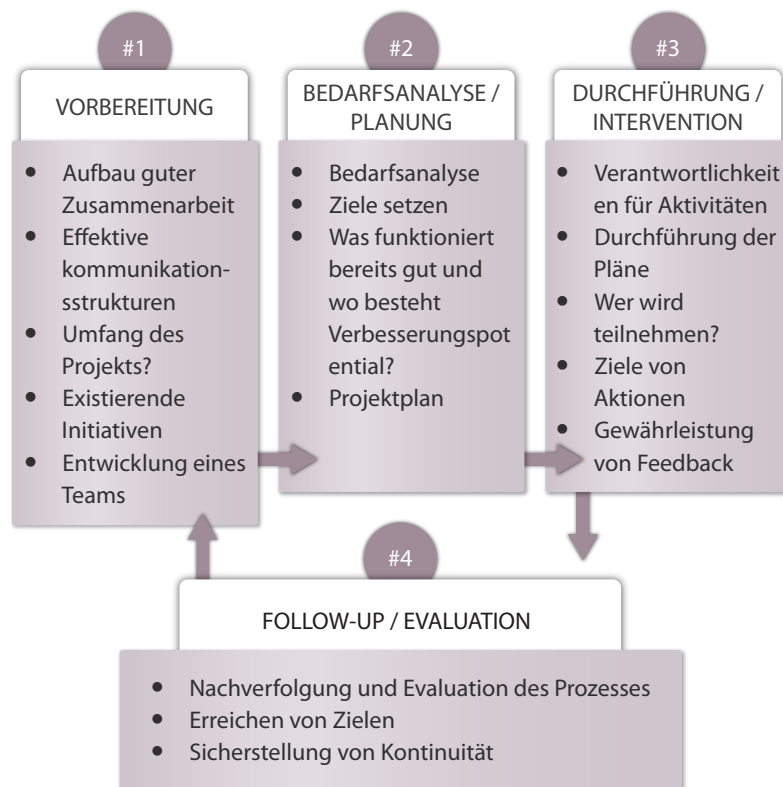 #1
VORBEREITUNG
• Aufbau guter
Zusammenarbeit
• Effektive
kommunikation-
sstrukturen
• Umfang des
Projekts?
• Existierende
Initiativen
• Entwicklung eines
Teams
#2
BEDARFSANALYSE /
PLANUNG
• Bedarfsanalyse
• Ziele setzen
• Was funktioniert
bereits gut und
wo besteht
Verbesserungspot
ential?
• Projektplan
#3
DURCHFÜHRUNG /
INTERVENTION
• Verantwortlichkeit
en für Aktivitäten
• Durchführung der
Pläne
• Wer wird
teilnehmen?
• Ziele von
Aktionen
• Gewährleistung
von Feedback
#4
FOLLOW-UP / EVALUATION
• Nachverfolgung und Evaluation des Prozesses
• Erreichen von Zielen
• Sicherstellung von Kontinuität